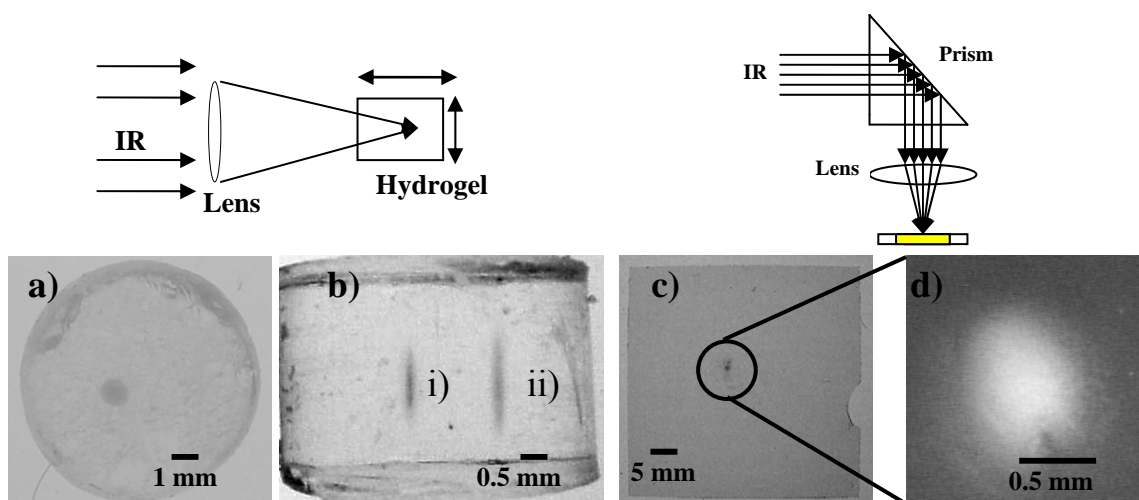 IR
Lens
Hydrogel
IR
Prism
Lens
a)
1 mm
b)
i)
ii)
0.5 mm
c)
5 mm
d)
0.5 mm